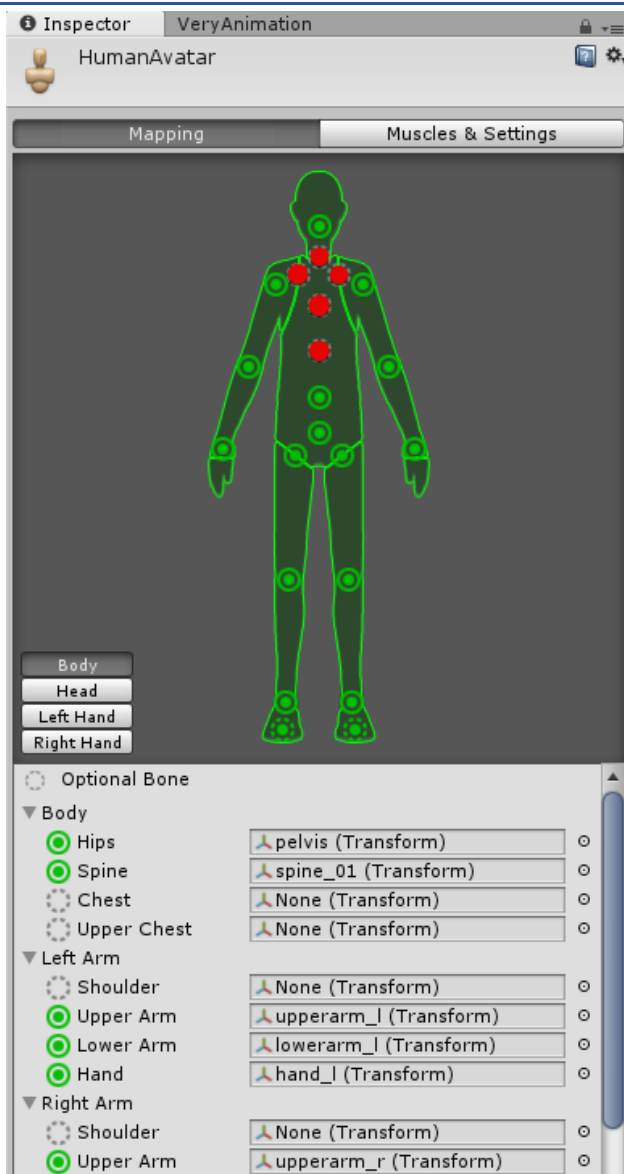 Inspector VeryAnimation
HumanAvatar
Mapping Muscles & Settings
Body
Head
Left Hand
Right Hand
Optional Bone
Body
Hips pelvis (Transform)
Spine spine_01 (Transform)
Chest None (Transform)
Upper Chest None (Transform)
Left Arm
Shoulder None (Transform)
Upper Arm upperarm_l (Transform)
Lower Arm lowerarm_l (Transform)
Hand hand_l (Transform)
Right Arm
Shoulder None (Transform)
Upper Arm upperarm_r (Transform)